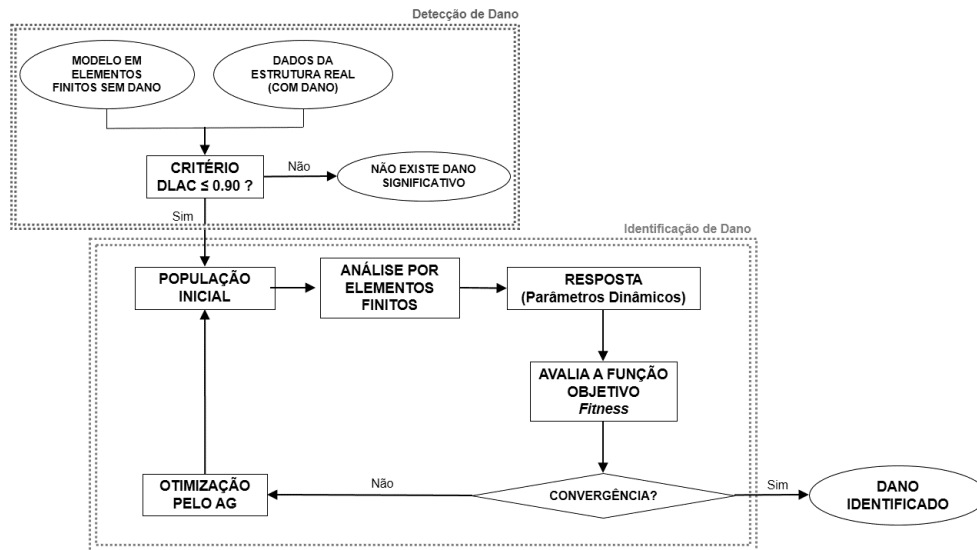 Detecção de Dano
MODELO EM
ELEMENTOS
FINITOS SEM DANO
DADOS DA
ESTRUTURA REAL
(COM DANO)
CRITÉRIO
DLAC ≤ 0.90 ?
Não
NÃO EXISTE DANO
SIGNIFICATIVO
Sim
Identificação de Dano
POPULAÇÃO
INICIAL
ANÁLISE POR
ELEMENTOS
FINITOS
RESPOSTA
(Parâmetros Dinâmicos)
AVALIA A FUNÇÃO
OBJETIVO
Fitness
CONVERGÊNCIA?
Não
OTIMIZAÇÃO
PELO AG
Sim
DANO
IDENTIFICADO